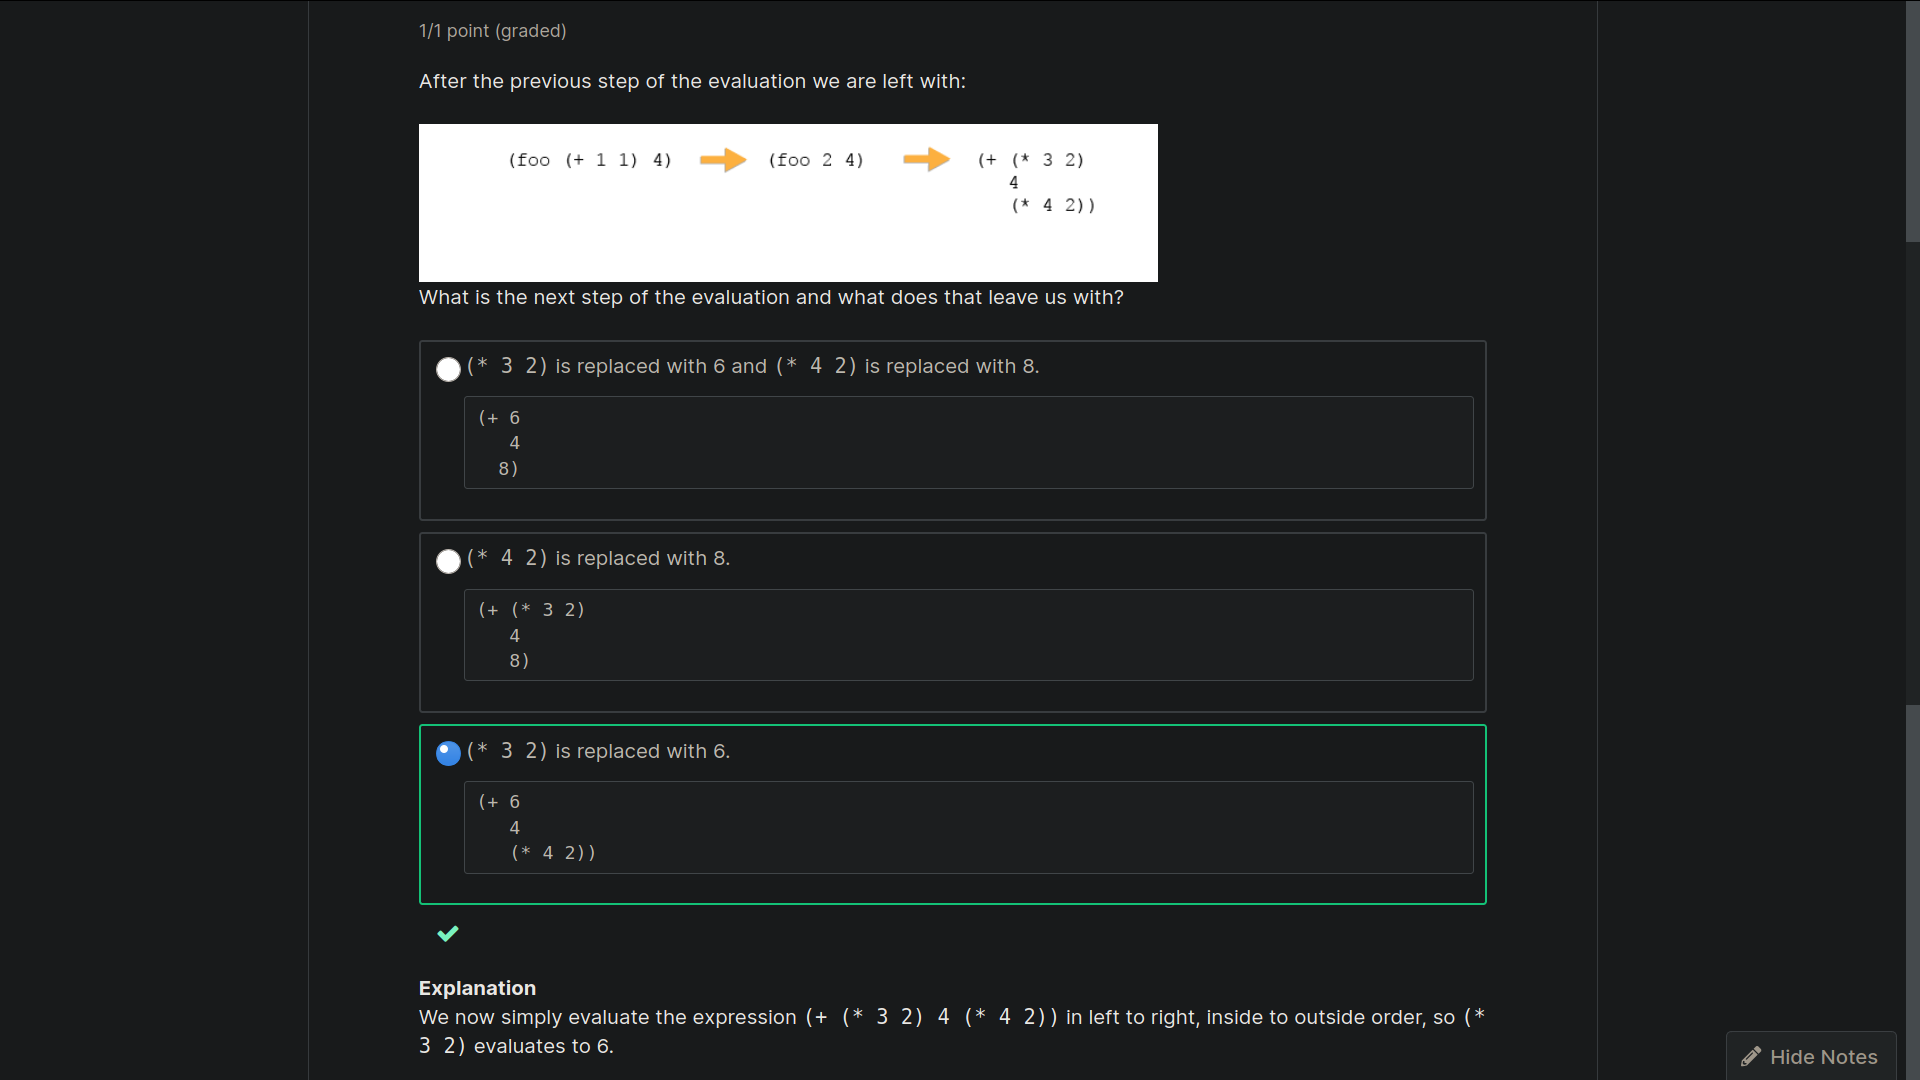 1/1 point (graded)
After the previous step of the evaluation we are left with:
(foo (+ 1 1) 4) (foo 2 4) (+ (* 3 2)
4
(* 4 2))
What is the next step of the evaluation and what does that leave us with?
(* 3 2) is replaced with 6 and (* 4 2) is replaced with 8.
(+ 6
4
8)
(* 4 2) is replaced with 8.
(+ (* 3 2)
4
8)
(* 3 2) is replaced with 6.
(+ 6
4
(* 4 2))
Explanation
We now simply evaluate the expression (+ (* 3 2) 4 (* 4 2)) in left to right, inside to outside order, so (*
3 2) evaluates to 6.
Hide Notes